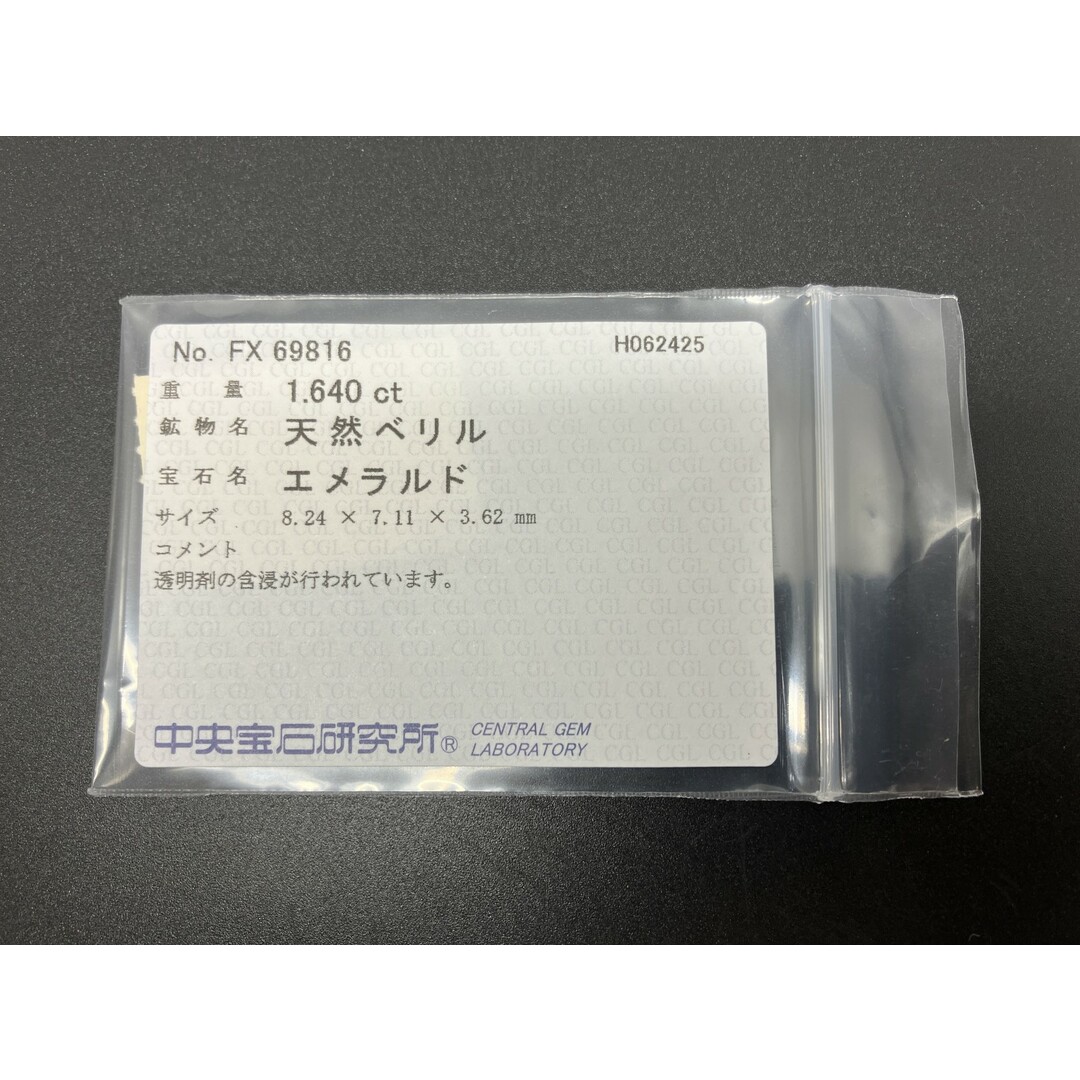 No. FX 69816 H062425
重量 1.640 ct
鉱物名 天然ベリル
宝石名 エメラルド
サイズ 8.24 × 7.11 × 3.62 mm
コメント
透明剤の含浸が行われています。
中央宝石研究所® CENTRAL GEM
LABORATORY